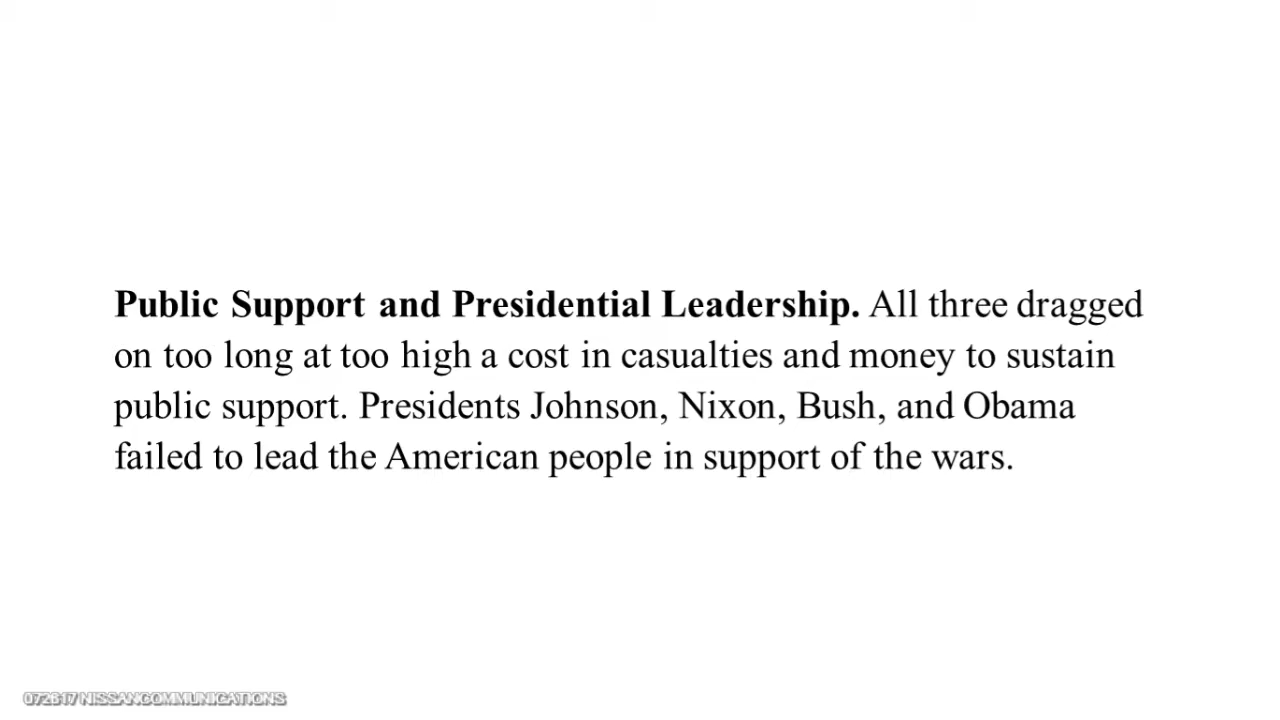 Public Support and Presidential Leadership. All three dragged
on too long at too high a cost in casualties and money to sustain
public support. Presidents Johnson, Nixon, Bush, and Obama
failed to lead the American people in support of the wars.
072617 NISSANCOMMUNICATIONS